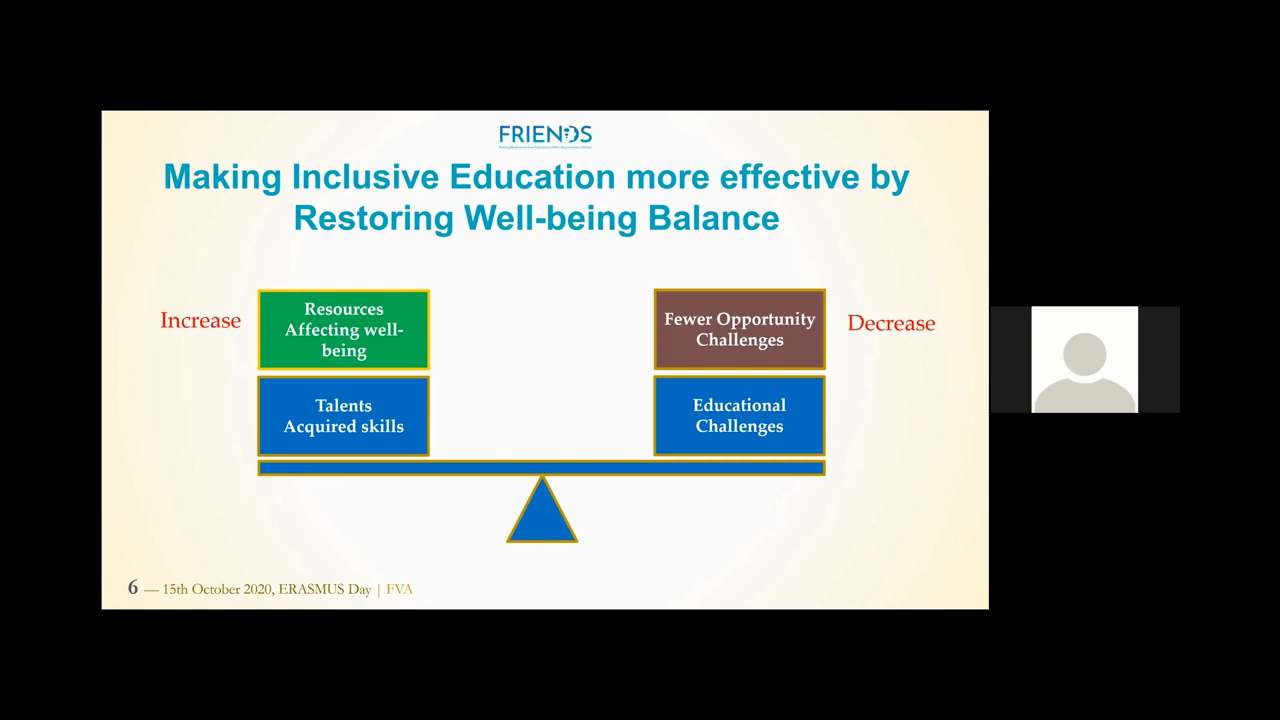 FRIENDS
Making Inclusive Education more effective by
Restoring Well-being Balance
Increase
Resources
Affecting well-
being
Fewer Opportunity
Challenges
Decrease
Talents
Acquired skills
Educational
Challenges
6 — 15th October 2020, ERASMUS Day | FVA